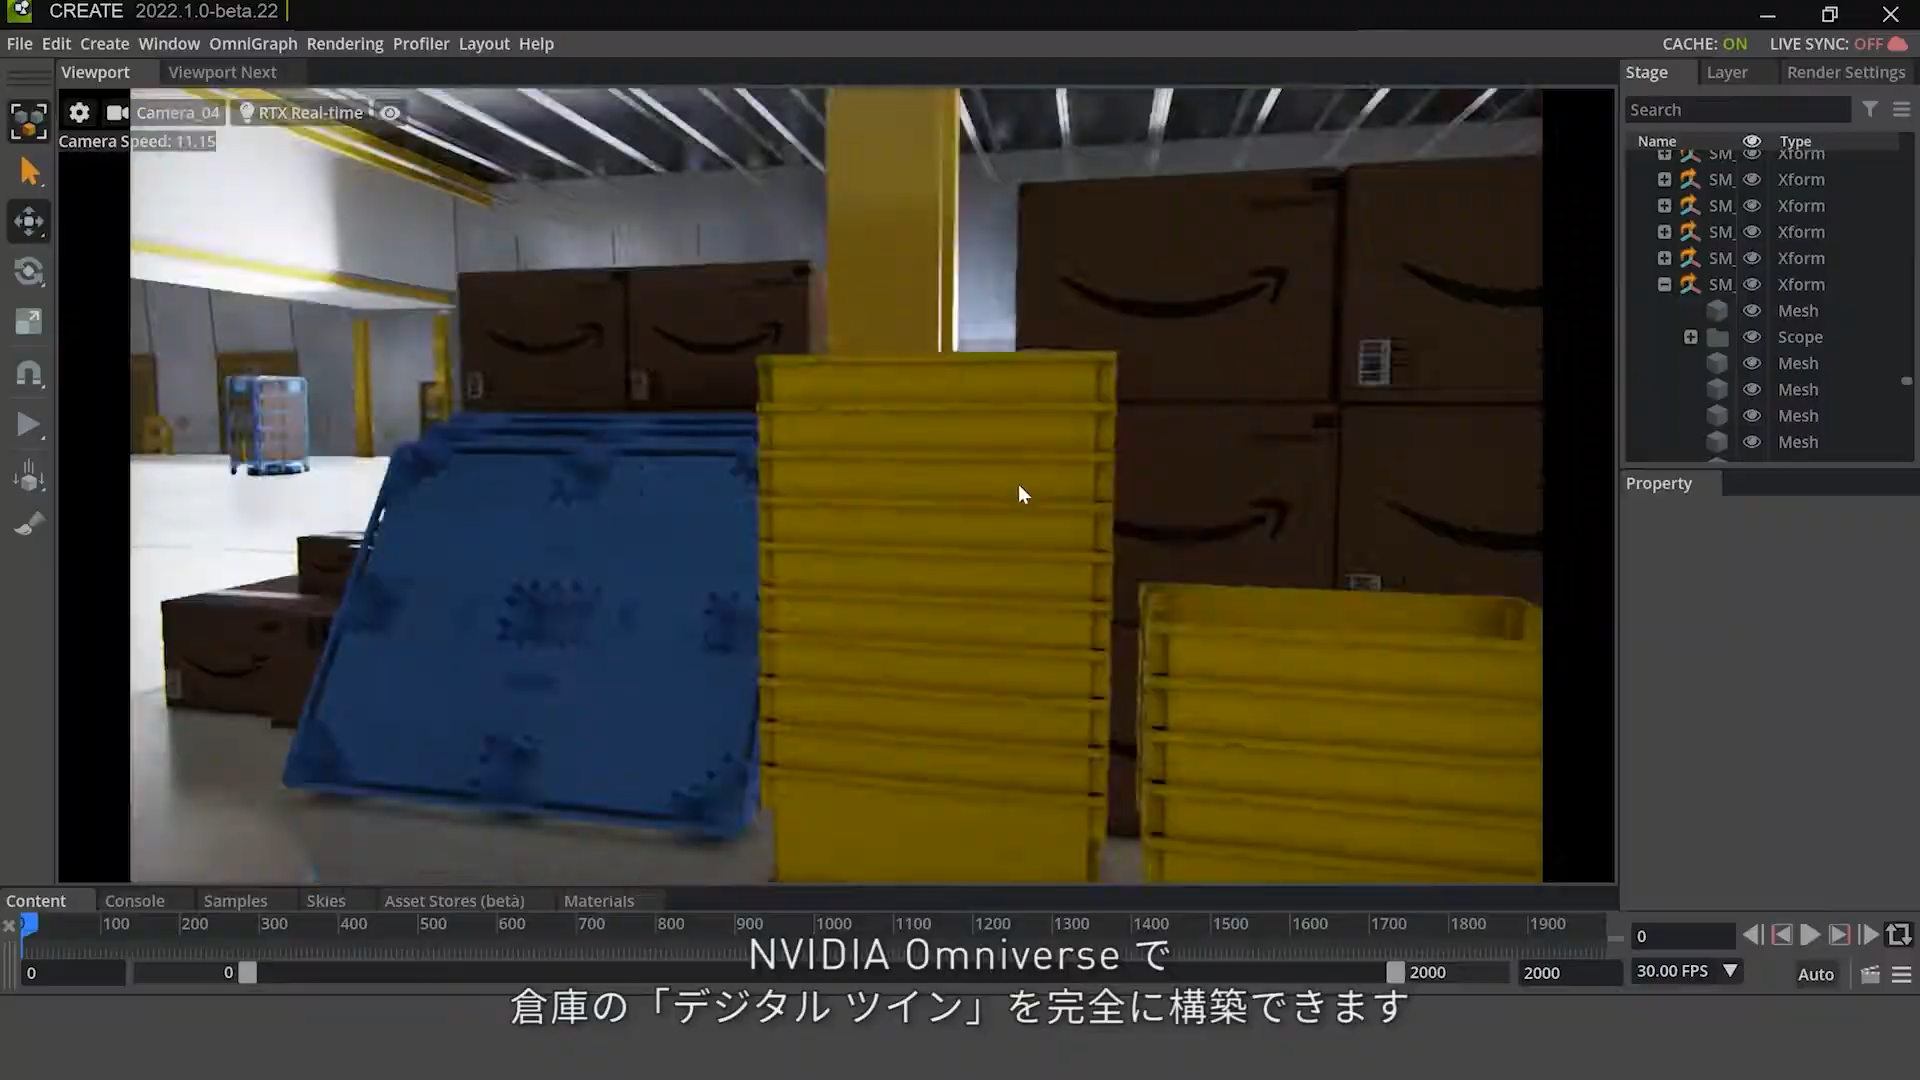 CREATE 2022.1.0-beta.22
File Edit Create Window OmniGraph Rendering Profiler Layout Help
CACHE: ON LIVE SYNC: OFF
Viewport Viewport Next
Stage Layer Render Settings
Camera_04 RTX Real-time
Camera Speed: 11.15
Search
Name Type
SM_ Xform
SM_ Xform
SM_ Xform
SM_ Xform
SM_ Xform
SM_ Xform
Mesh
Scope
Mesh
Mesh
Mesh
Mesh
Property
Content Console Samples Skies Asset Stores (beta) Materials
100 200 300 400 500 600 700 800 900 1000 1100 1200 1300 1400 1500 1600 1700 1800 1900
0
0 0 2000 2000 30.00 FPS Auto
NVIDIA Omniverse で
倉庫の「デジタル ツイン」を完全に構築できます